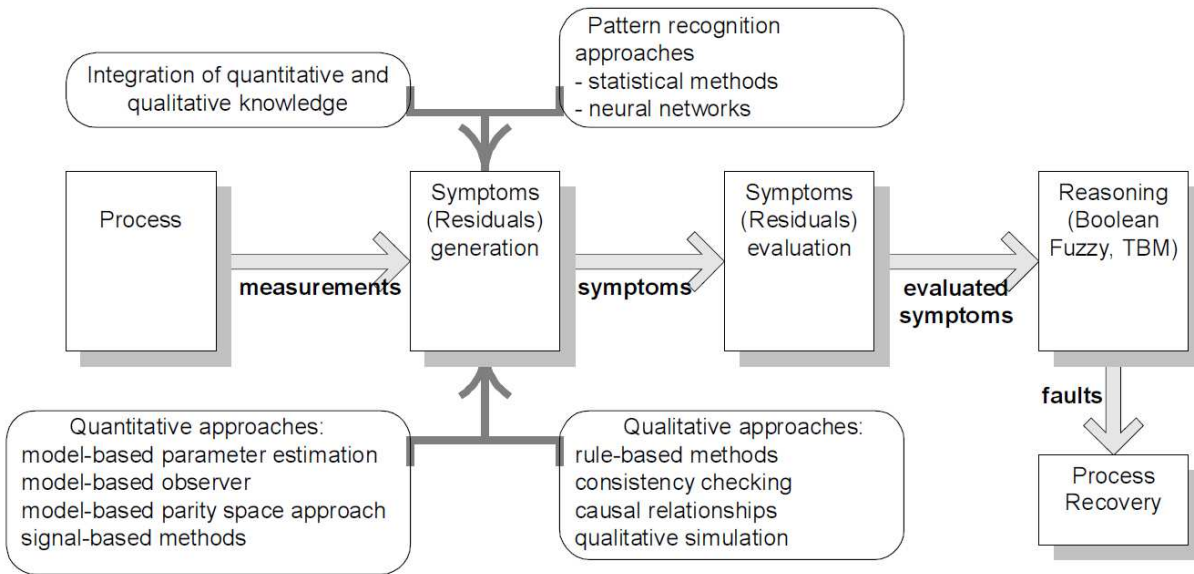 Integration of quantitative and
qualitative knowledge
Pattern recognition
approaches
- statistical methods
- neural networks
Process
measurements
Symptoms
(Residuals)
generation
symptoms
Symptoms
(Residuals)
evaluation
evaluated
symptoms
Reasoning
(Boolean
Fuzzy, TBM)
faults
Process
Recovery
Quantitative approaches:
model-based parameter estimation
model-based observer
model-based parity space approach
signal-based methods
Qualitative approaches:
rule-based methods
consistency checking
causal relationships
qualitative simulation